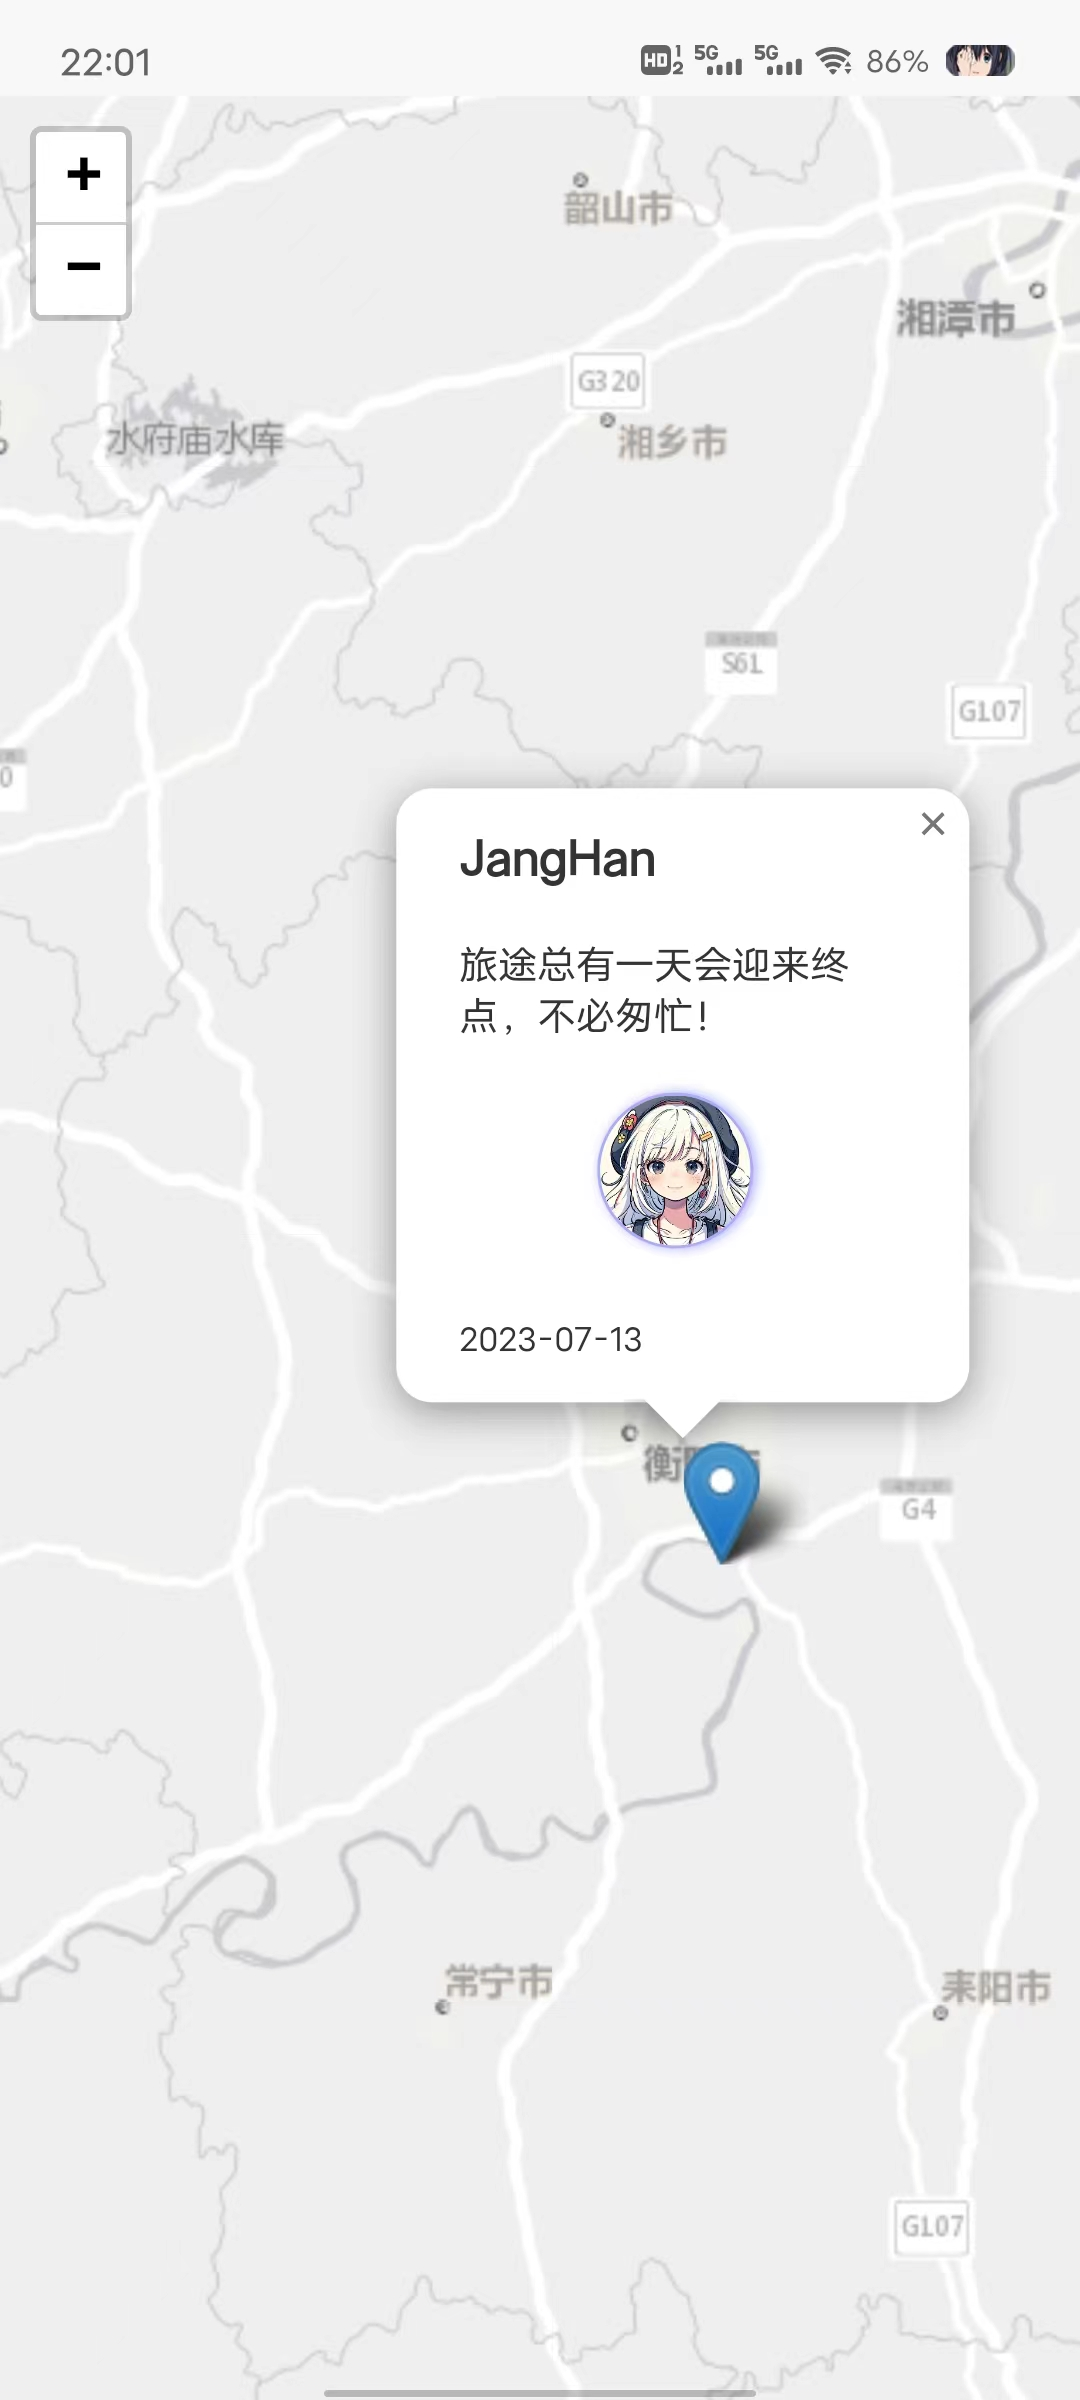 22:01
HD 1 2 5G 5G 86%
+
韶山市
−
湘潭市
G320
水府庙水库
湘乡市
S61
G107
0
JangHan
×
旅途总有一天会迎来终
点，不必匆忙！
2023-07-13
衡
G4
常宁市
耒阳市
G107